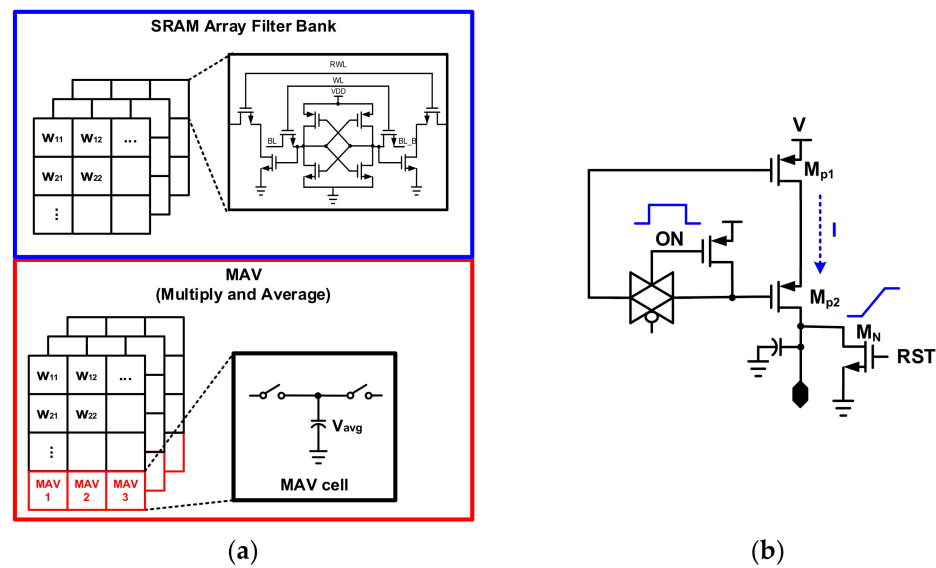 SRAM Array Filter Bank
RWL
WL
VDD
BL
BL_B
W11 W12 ...
W21 W22
...
MAV
(Multiply and Average)
W11 W12 ...
W21 W22
...
MAV 1 MAV 2 MAV 3
Vavg
MAV cell
(a)
V
Mp1
I
ON
Mp2
MN
RST
(b)